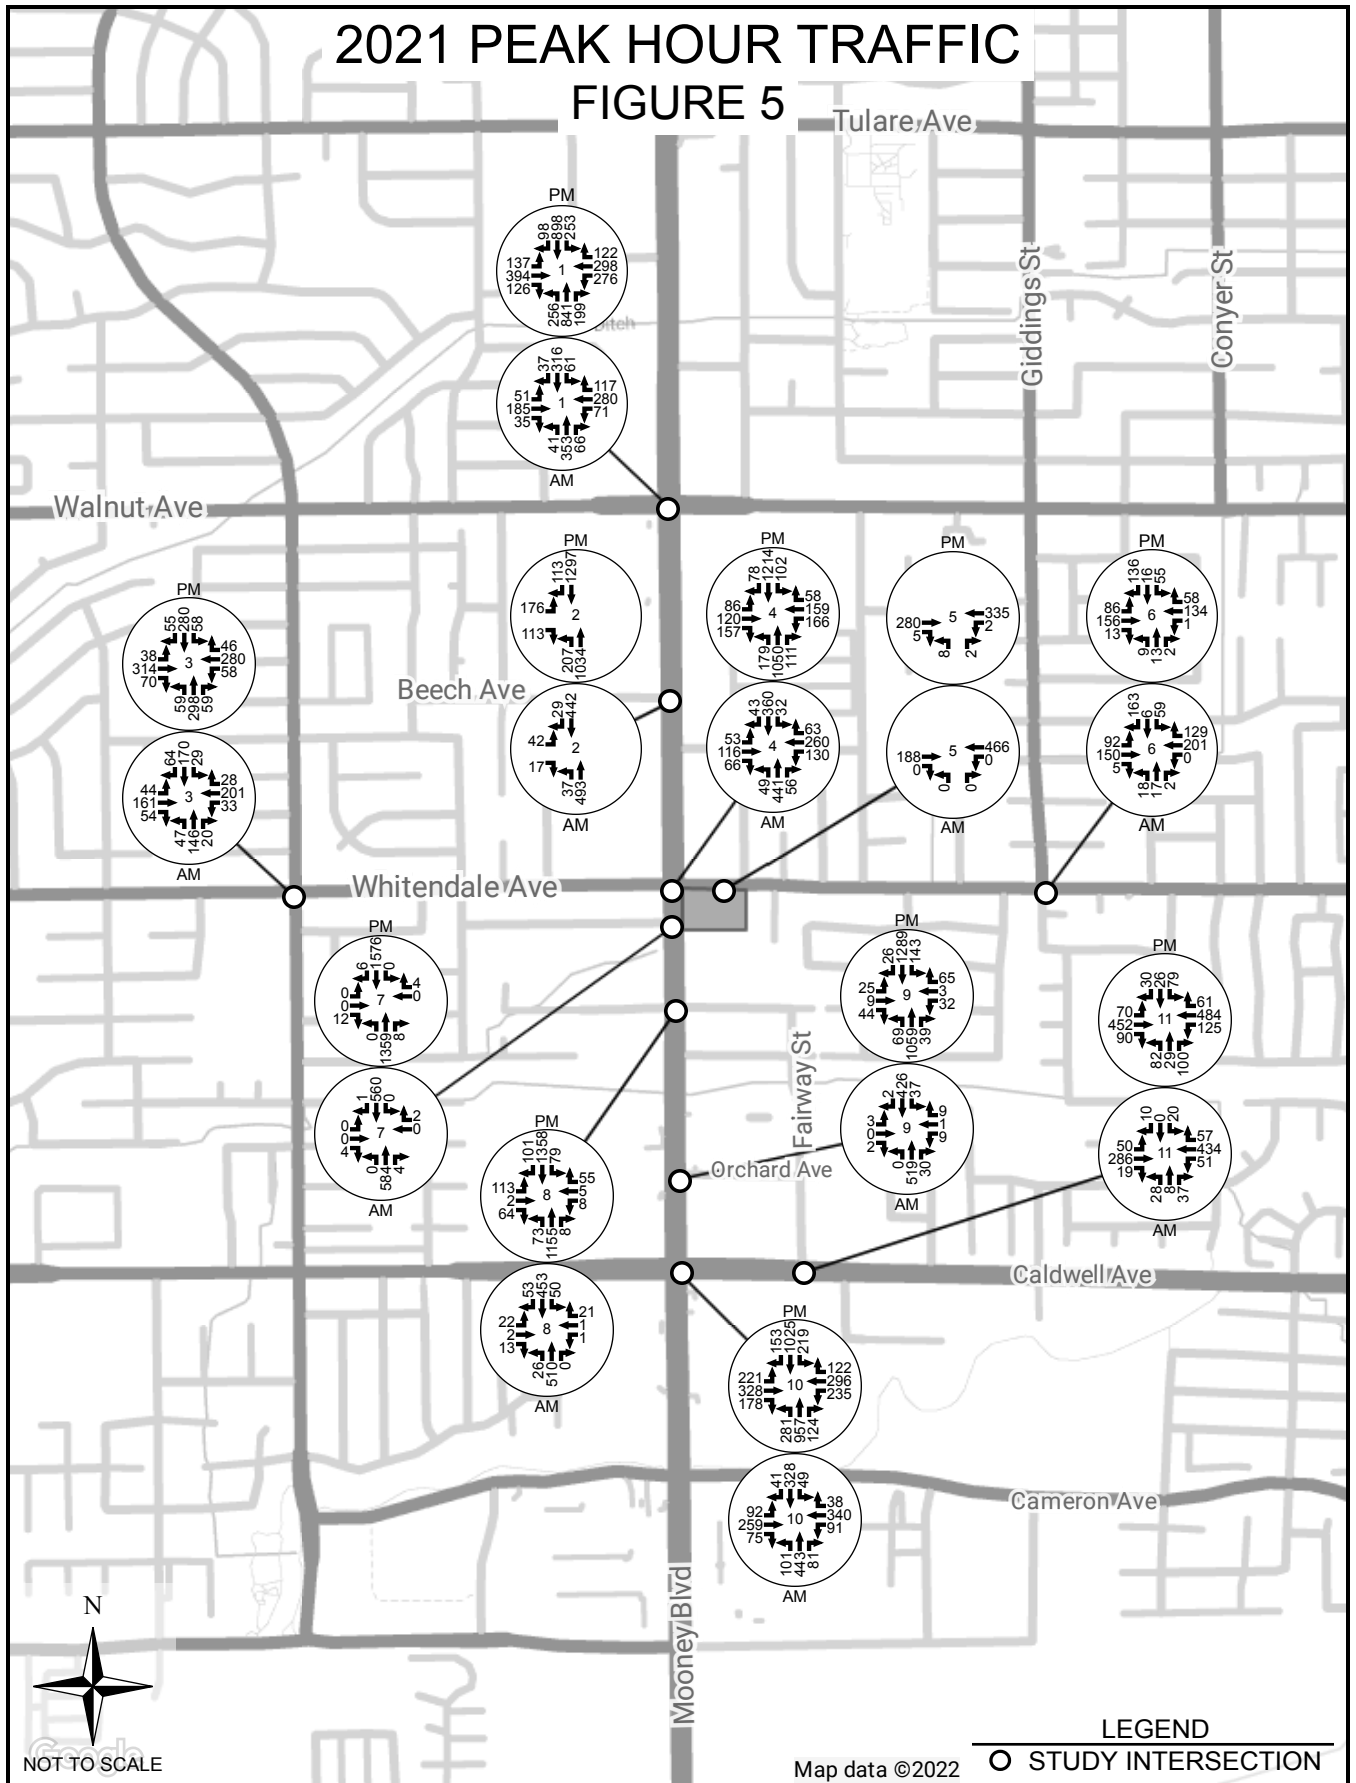 2021 PEAK HOUR TRAFFIC
FIGURE 5
Tulare Ave
Giddings St
Conyer St
PM
98 898 253
137 394 126
1
122 298 276
256 841 199
Ditch
37 316 61
51 185 35
1
117 280 71
41 353 66
AM
Walnut Ave
PM
55 280 58
38 314 70
3
46 280 58
59 298 59
64 170 29
44 161 54
3
28 201 33
47 146 20
AM
PM
113 1297
176
113
2
207 1034
Beech Ave
29 442
42
17
2
37 493
AM
PM
78 1214 102
86 120 157
4
58 159 166
179 1050 111
43 360 32
53 116 66
4
63 260 130
49 441 56
AM
PM
280 5
5
335 2
8 2
188 0
5
466 0
0 0
AM
PM
136 16 55
86 156 13
6
58 134 1
9 13 2
163 6 59
92 150 5
6
129 201 0
18 17 2
AM
Whitendale Ave
PM
6 1576 0
0 0 12
7
4 0
0 1359 8
1 560 0
0 0 4
7
2 0
0 584 4
AM
PM
101 1358 79
113 2 64
8
55 5 8
73 1155 8
53 453 50
22 2 13
8
21 1 1
26 510 0
AM
PM
26 1289 143
25 9 44
9
65 3 32
69 1059 39
2 426 37
3 0 2
9
9 1 9
0 519 30
AM
Fairway St
Orchard Ave
PM
30 26 79
70 452 90
11
61 484 125
82 29 100
10 0 20
50 286 19
11
57 434 51
28 8 37
AM
Caldwell Ave
PM
153 1025 219
221 328 178
10
122 296 235
281 957 124
41 328 49
92 259 75
10
38 340 91
101 443 81
AM
Cameron Ave
Mooney Blvd
N
Google
NOT TO SCALE
Map data ©2022
LEGEND
STUDY INTERSECTION